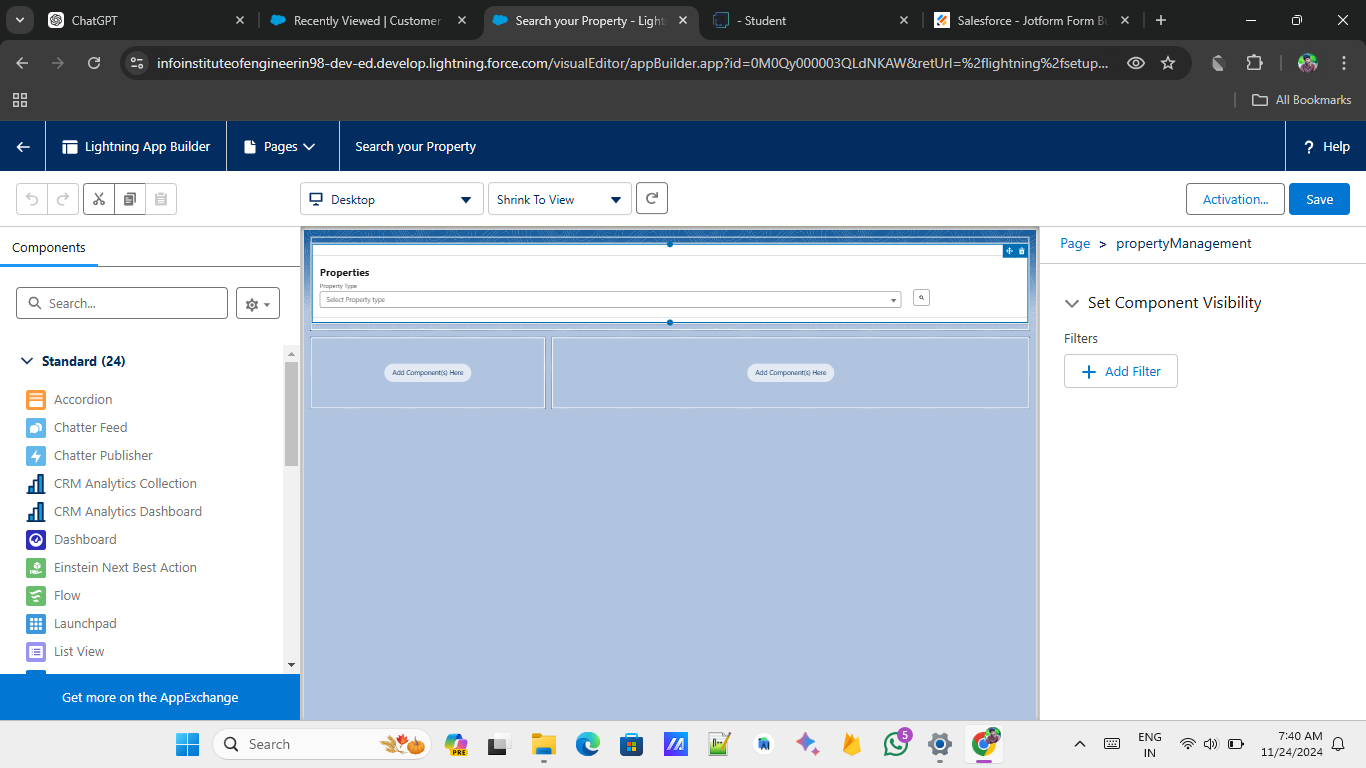 ChatGPT
Recently Viewed | Customer
Search your Property - Light
- Student
Salesforce - Jotform Form Bu
infoinstituteofengineerin98-dev-ed.develop.lightning.force.com/visualEditor/appBuilder.app?id=0M0Qy000003QLdNKAW&retUrl=%2flightning%2fsetup...
All Bookmarks
Lightning App Builder
Pages
Search your Property
? Help
Desktop
Shrink To View
Activation...
Save
Components
Search...
Standard (24)
Accordion
Chatter Feed
Chatter Publisher
CRM Analytics Collection
CRM Analytics Dashboard
Dashboard
Einstein Next Best Action
Flow
Launchpad
List View
Get more on the AppExchange
Properties
Property Type
Select Property type
Add Component(s) Here
Add Component(s) Here
Page > propertyManagement
Set Component Visibility
Filters
Add Filter
Search
PRE
5
ENG
IN
7:40 AM
11/24/2024